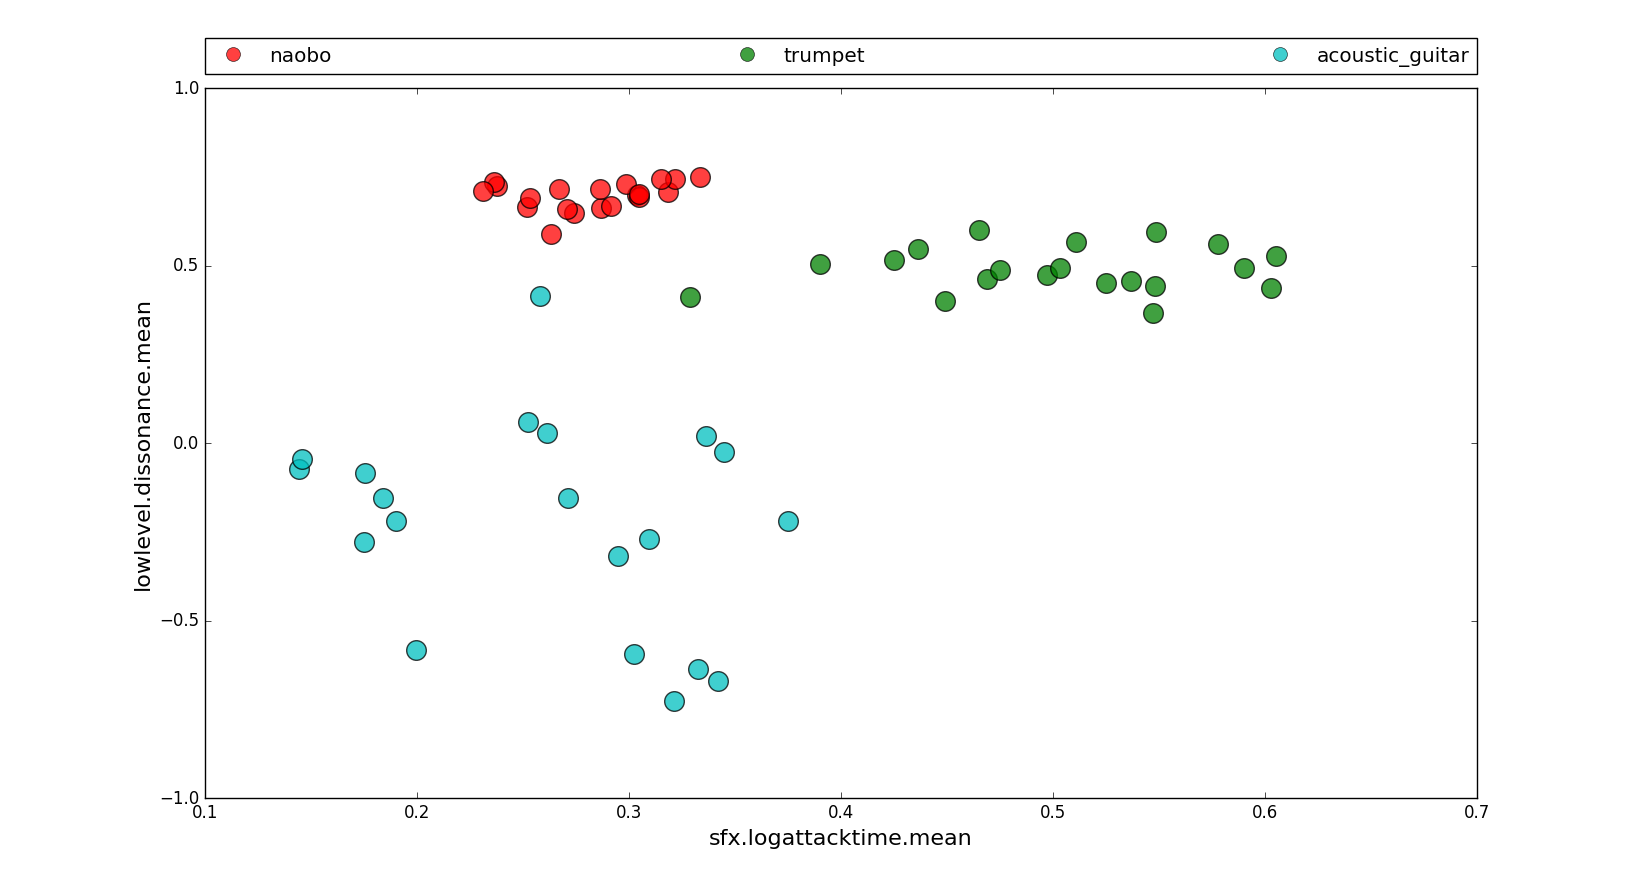 naobo trumpet acoustic_guitar
1.0
0.5
0.0
−0.5
−1.0
lowlevel.dissonance.mean
0.1 0.2 0.3 0.4 0.5 0.6 0.7
sfx.logattacktime.mean